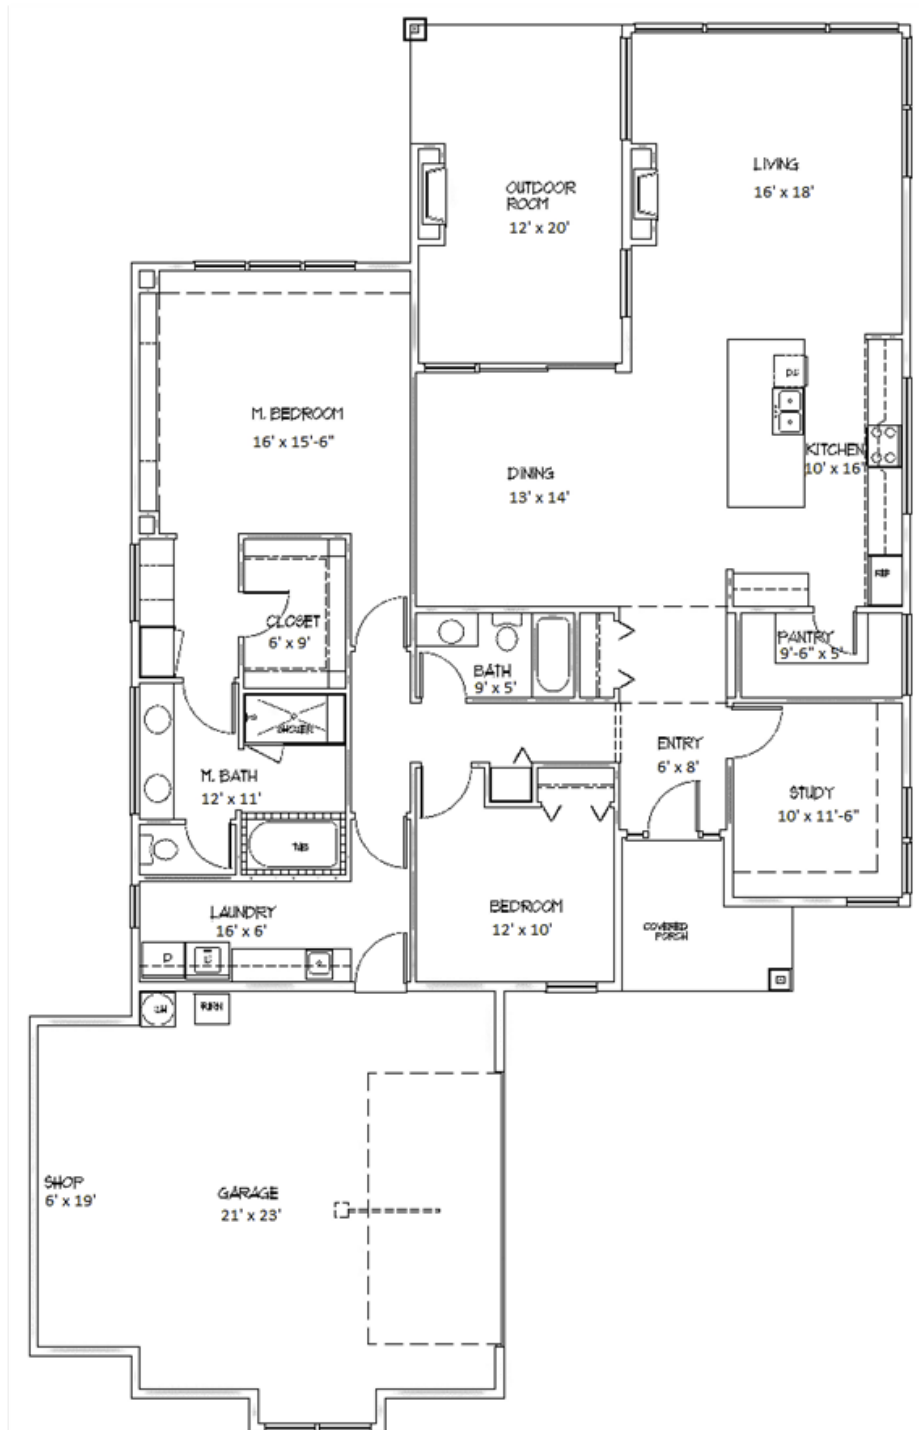 LIVING
16' x 18'
OUTDOOR
ROOM
12' x 20'
M. BEDROOM
16' x 15'-6"
KITCHEN
10' x 16'
DINING
13' x 14'
REF
CLOSET
6' x 9'
BATH
9' x 5'
PANTRY
9'-6" x 5'
SHOWER
ENTRY
6' x 8'
M. BATH
12' x 11'
STUDY
10' x 11'-6"
TUB
LAUNDRY
16' x 6'
BEDROOM
12' x 10'
COVERED
PORCH
D
FURN
SHOP
6' x 19'
GARAGE
21' x 23'